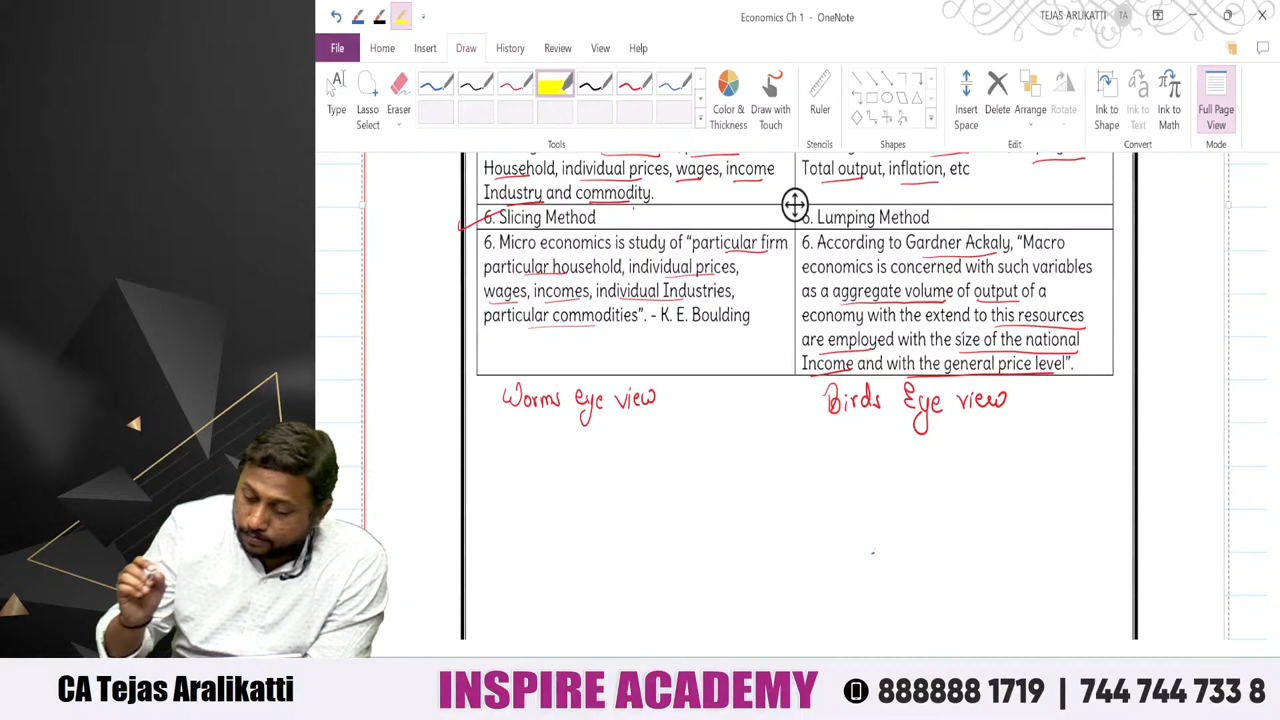 Economics Ch 1 - OneNote
TEJAS ARLIKATTI TA
File Home Insert Draw History Review View Help
Type
Lasso Select
Eraser
Color & Thickness
Draw with Touch
Ruler
Insert Space
Delete
Arrange
Rotate
Ink to Shape
Ink to Text
Ink to Math
Full Page View
Tools
Stencils
Shapes
Edit
Convert
Mode
Household, individual prices, wages, income
Industry and commodity.
6. Slicing Method
6. Micro economics is study of “particular firm
particular household, individual prices,
wages, incomes, individual Industries,
particular commodities”. - K. E. Boulding
Worms eye view
Total output, inflation, etc
6. Lumping Method
6. According to Gardner Ackaly, “Macro
economics is concerned with such variables
as a aggregate volume of output of a
economy with the extend to this resources
are employed with the size of the national
Income and with the general price level”.
Birds Eye view
CA Tejas Aralikatti
INSPIRE ACADEMY
888888 1719 | 744 744 733 8